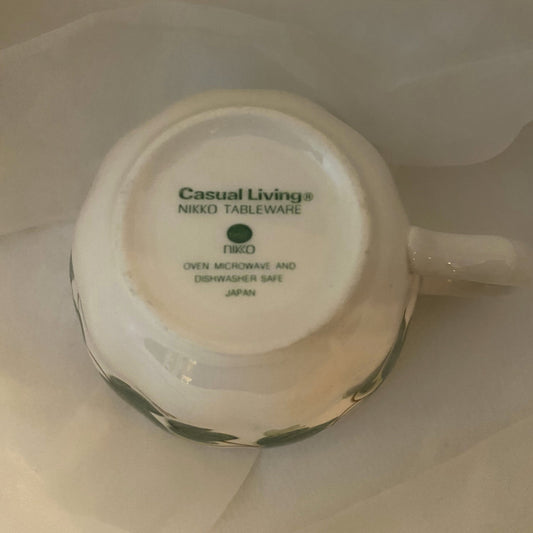 Casual Living®
NIKKO TABLEWARE
NIKKO
OVEN MICROWAVE AND
DISHWASHER SAFE
JAPAN